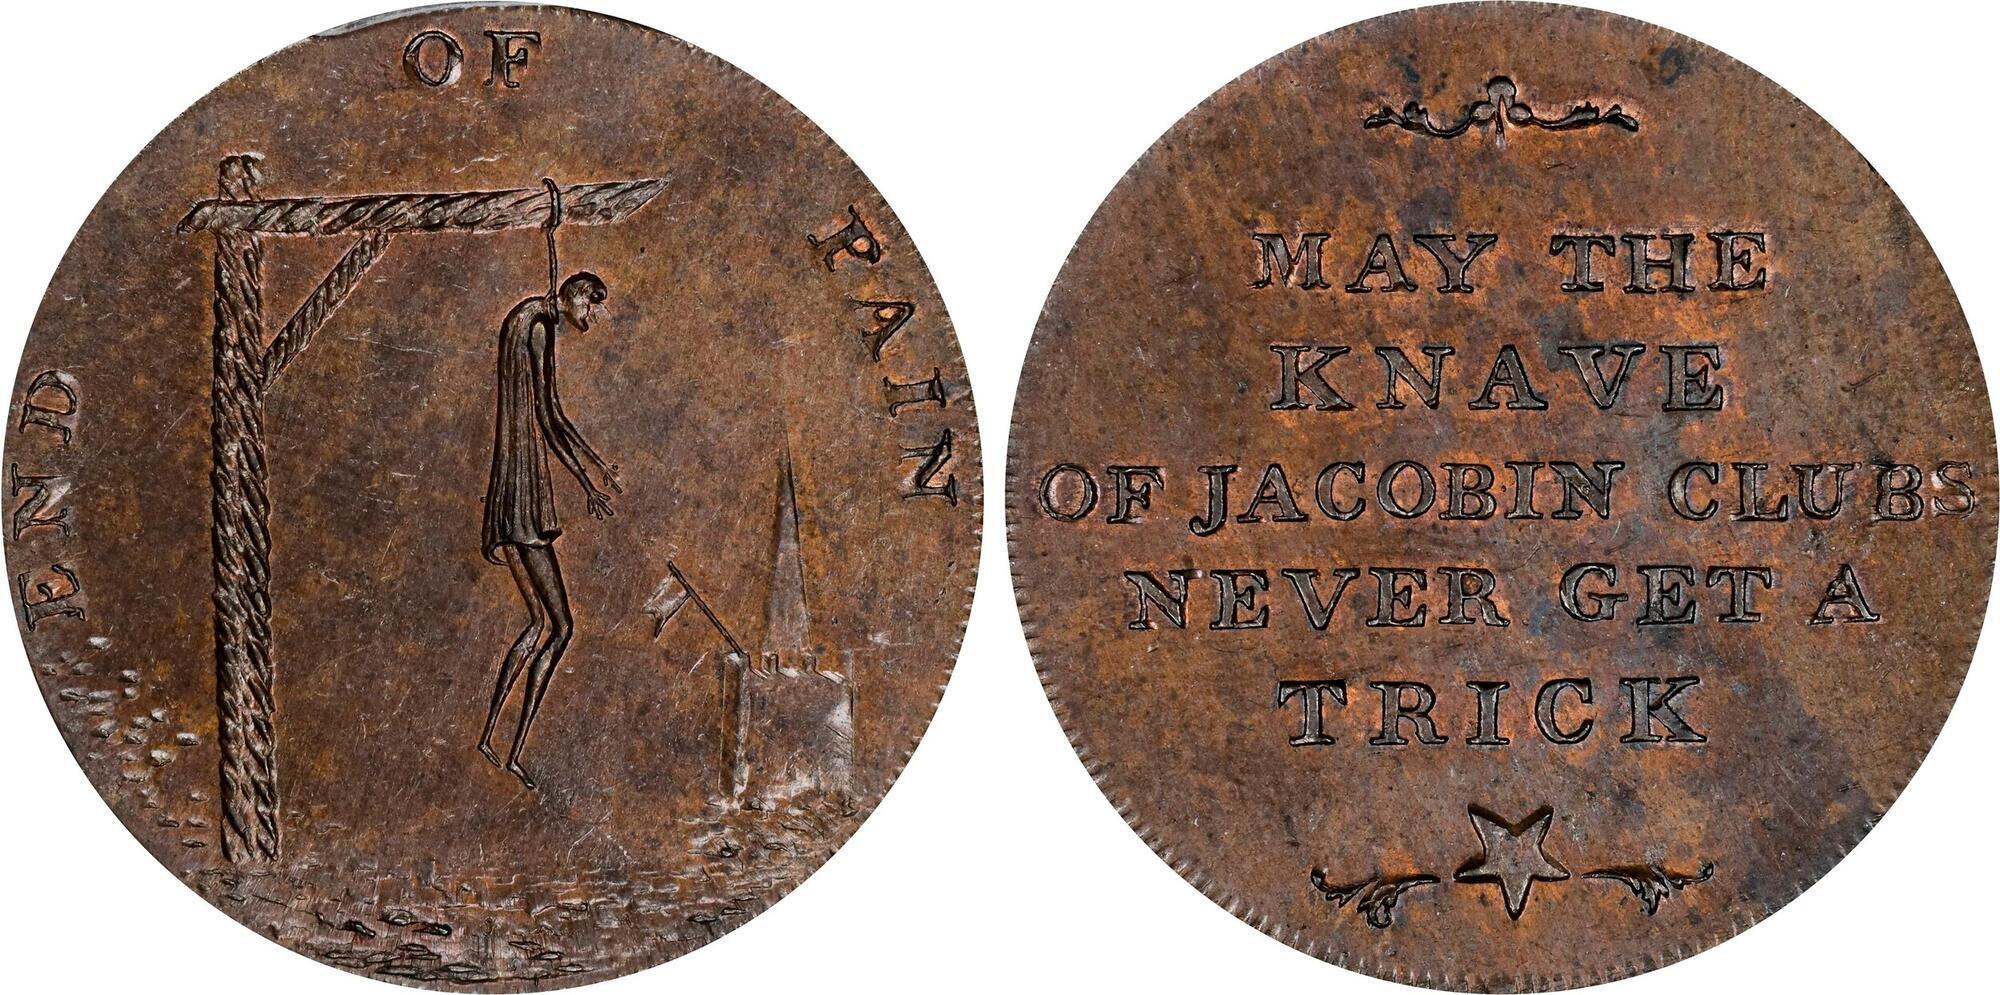 END OF PAIN
MAY THE
KNAVE
OF JACOBIN CLUBS
NEVER GET A
TRICK